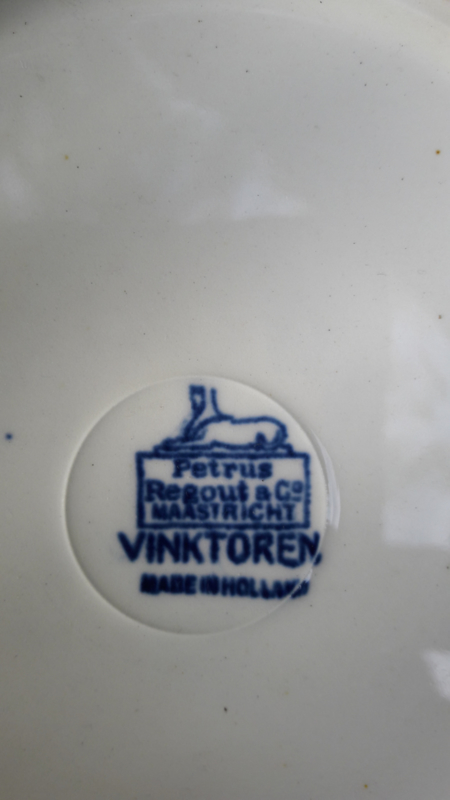 Petrus
Regout & Co
MAASTRICHT
VINKTOREN
MADE IN HOLLAND